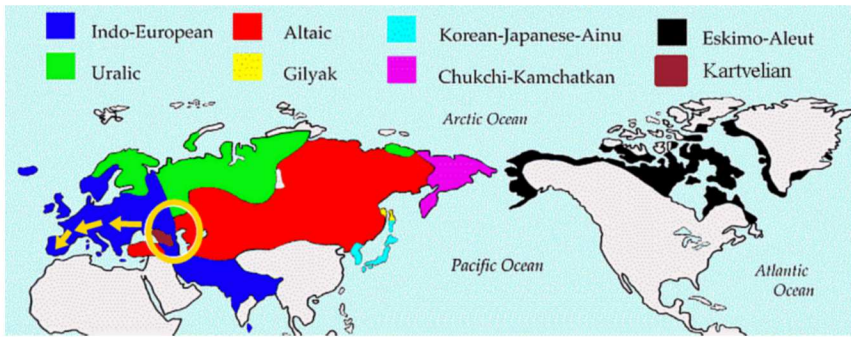 Indo-European
Altaic
Korean-Japanese-Ainu
Eskimo-Aleut
Uralic
Gilyak
Chukchi-Kamchatkan
Kartvelian
Arctic Ocean
Pacific Ocean
Atlantic
Ocean